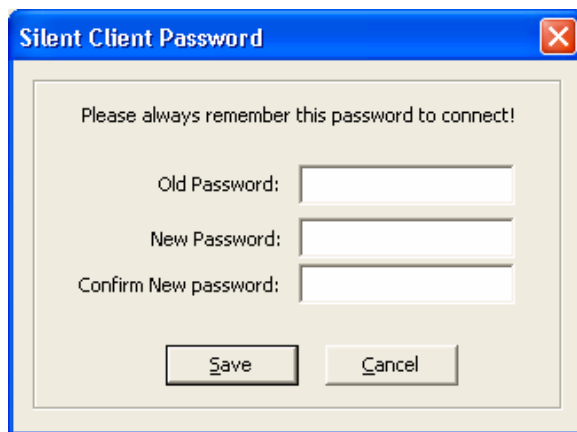 Silent Client Password
Please always remember this password to connect!
Old Password:
New Password:
Confirm New password:
Save Cancel